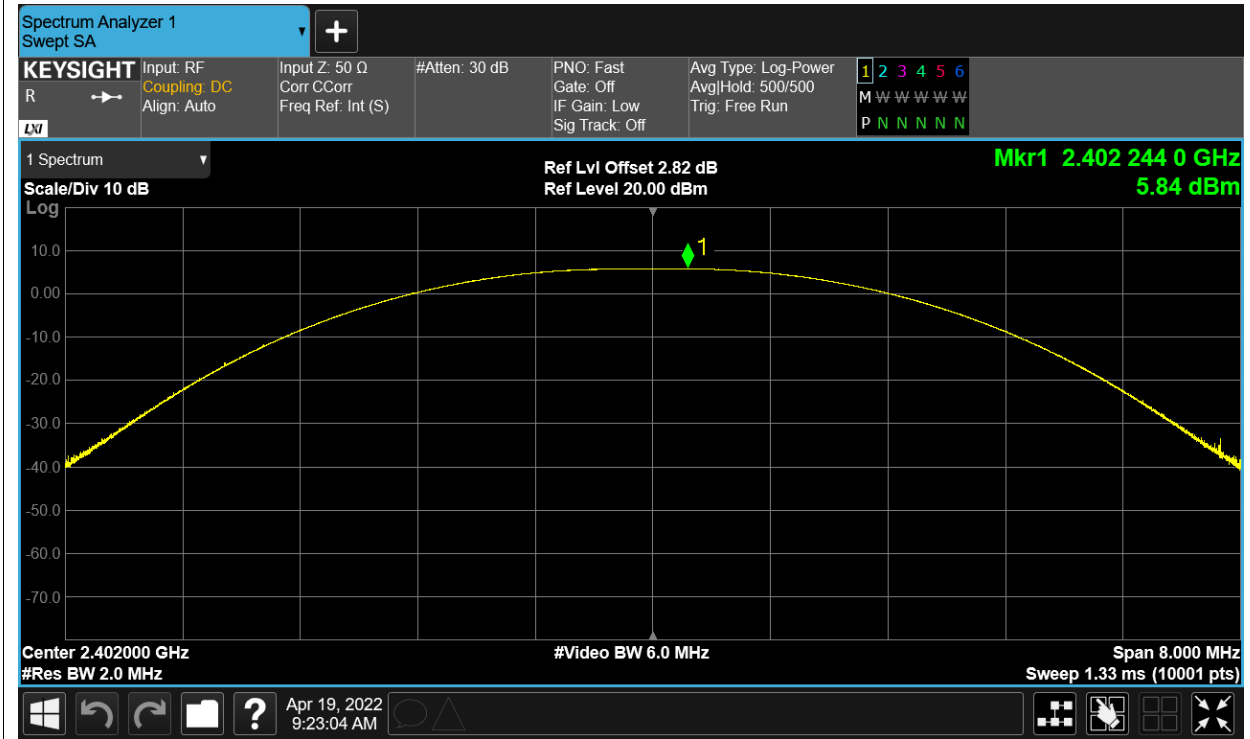 Spectrum Analyzer 1
Swept SA
KEYSIGHT
R
LXI
Input: RF
Coupling: DC
Align: Auto
Input Z: 50 Ω
Corr CCorr
Freq Ref: Int (S)
#Atten: 30 dB
PNO: Fast
Gate: Off
IF Gain: Low
Sig Track: Off
Avg Type: Log-Power
Avg|Hold: 500/500
Trig: Free Run
1 2 3 4 5 6
M W W W W W
P N N N N N
1 Spectrum
Scale/Div 10 dB
Log
Ref Lvl Offset 2.82 dB
Ref Level 20.00 dBm
Mkr1 2.402 244 0 GHz
5.84 dBm
1
10.0
0.00
-10.0
-20.0
-30.0
-40.0
-50.0
-60.0
-70.0
Center 2.402000 GHz
#Video BW 6.0 MHz
Span 8.000 MHz
#Res BW 2.0 MHz
Sweep 1.33 ms (10001 pts)
?
Apr 19, 2022
9:23:04 AM